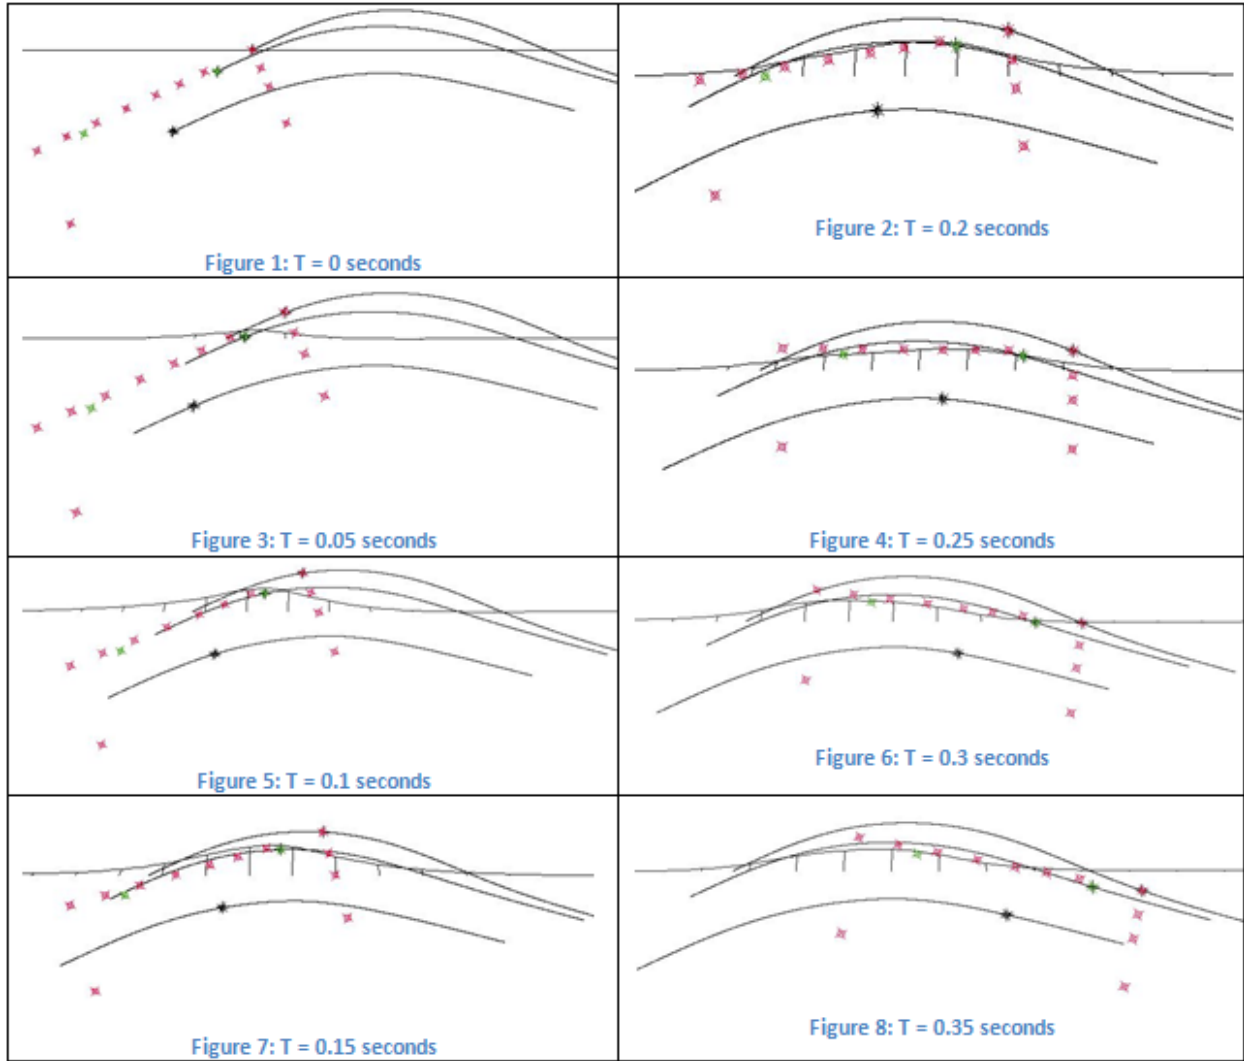 Figure 1: T = 0 seconds
Figure 2: T = 0.2 seconds
Figure 3: T = 0.05 seconds
Figure 4: T = 0.25 seconds
Figure 5: T = 0.1 seconds
Figure 6: T = 0.3 seconds
Figure 7: T = 0.15 seconds
Figure 8: T = 0.35 seconds